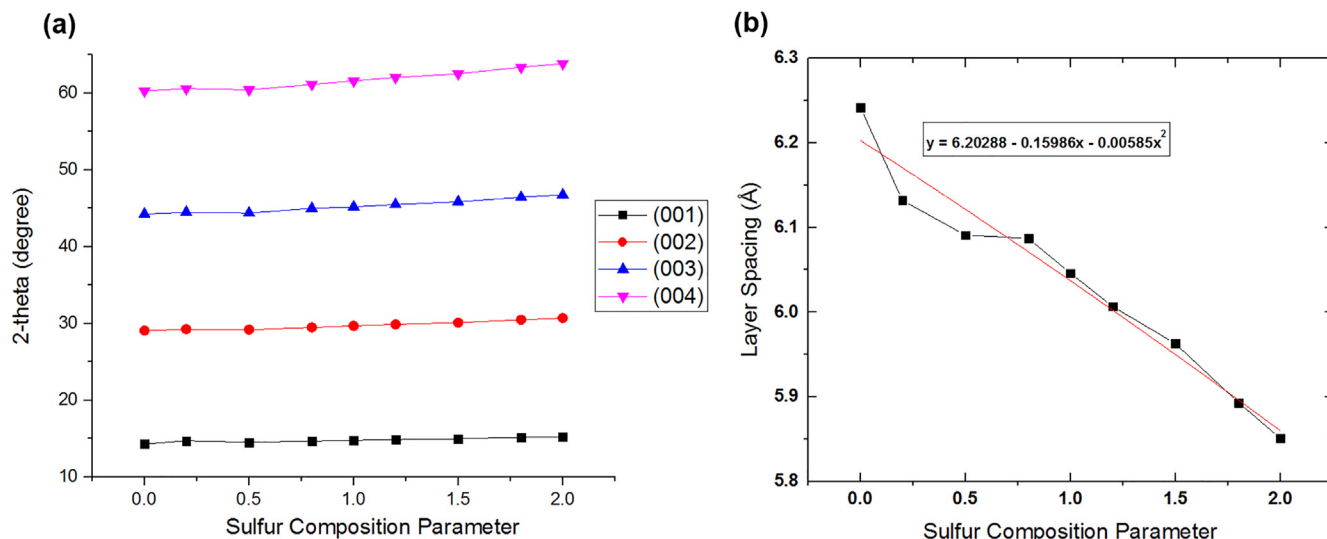 (a)
60
50
40
30
20
10
2-theta (degree)
0.0 0.5 1.0 1.5 2.0
Sulfur Composition Parameter
(001)
(002)
(003)
(004)
(b)
6.3
6.2
6.1
6.0
5.9
5.8
Layer Spacing (Å)
y = 6.20288 - 0.15986x - 0.00585x²
0.0 0.5 1.0 1.5 2.0
Sulfur Composition Parameter